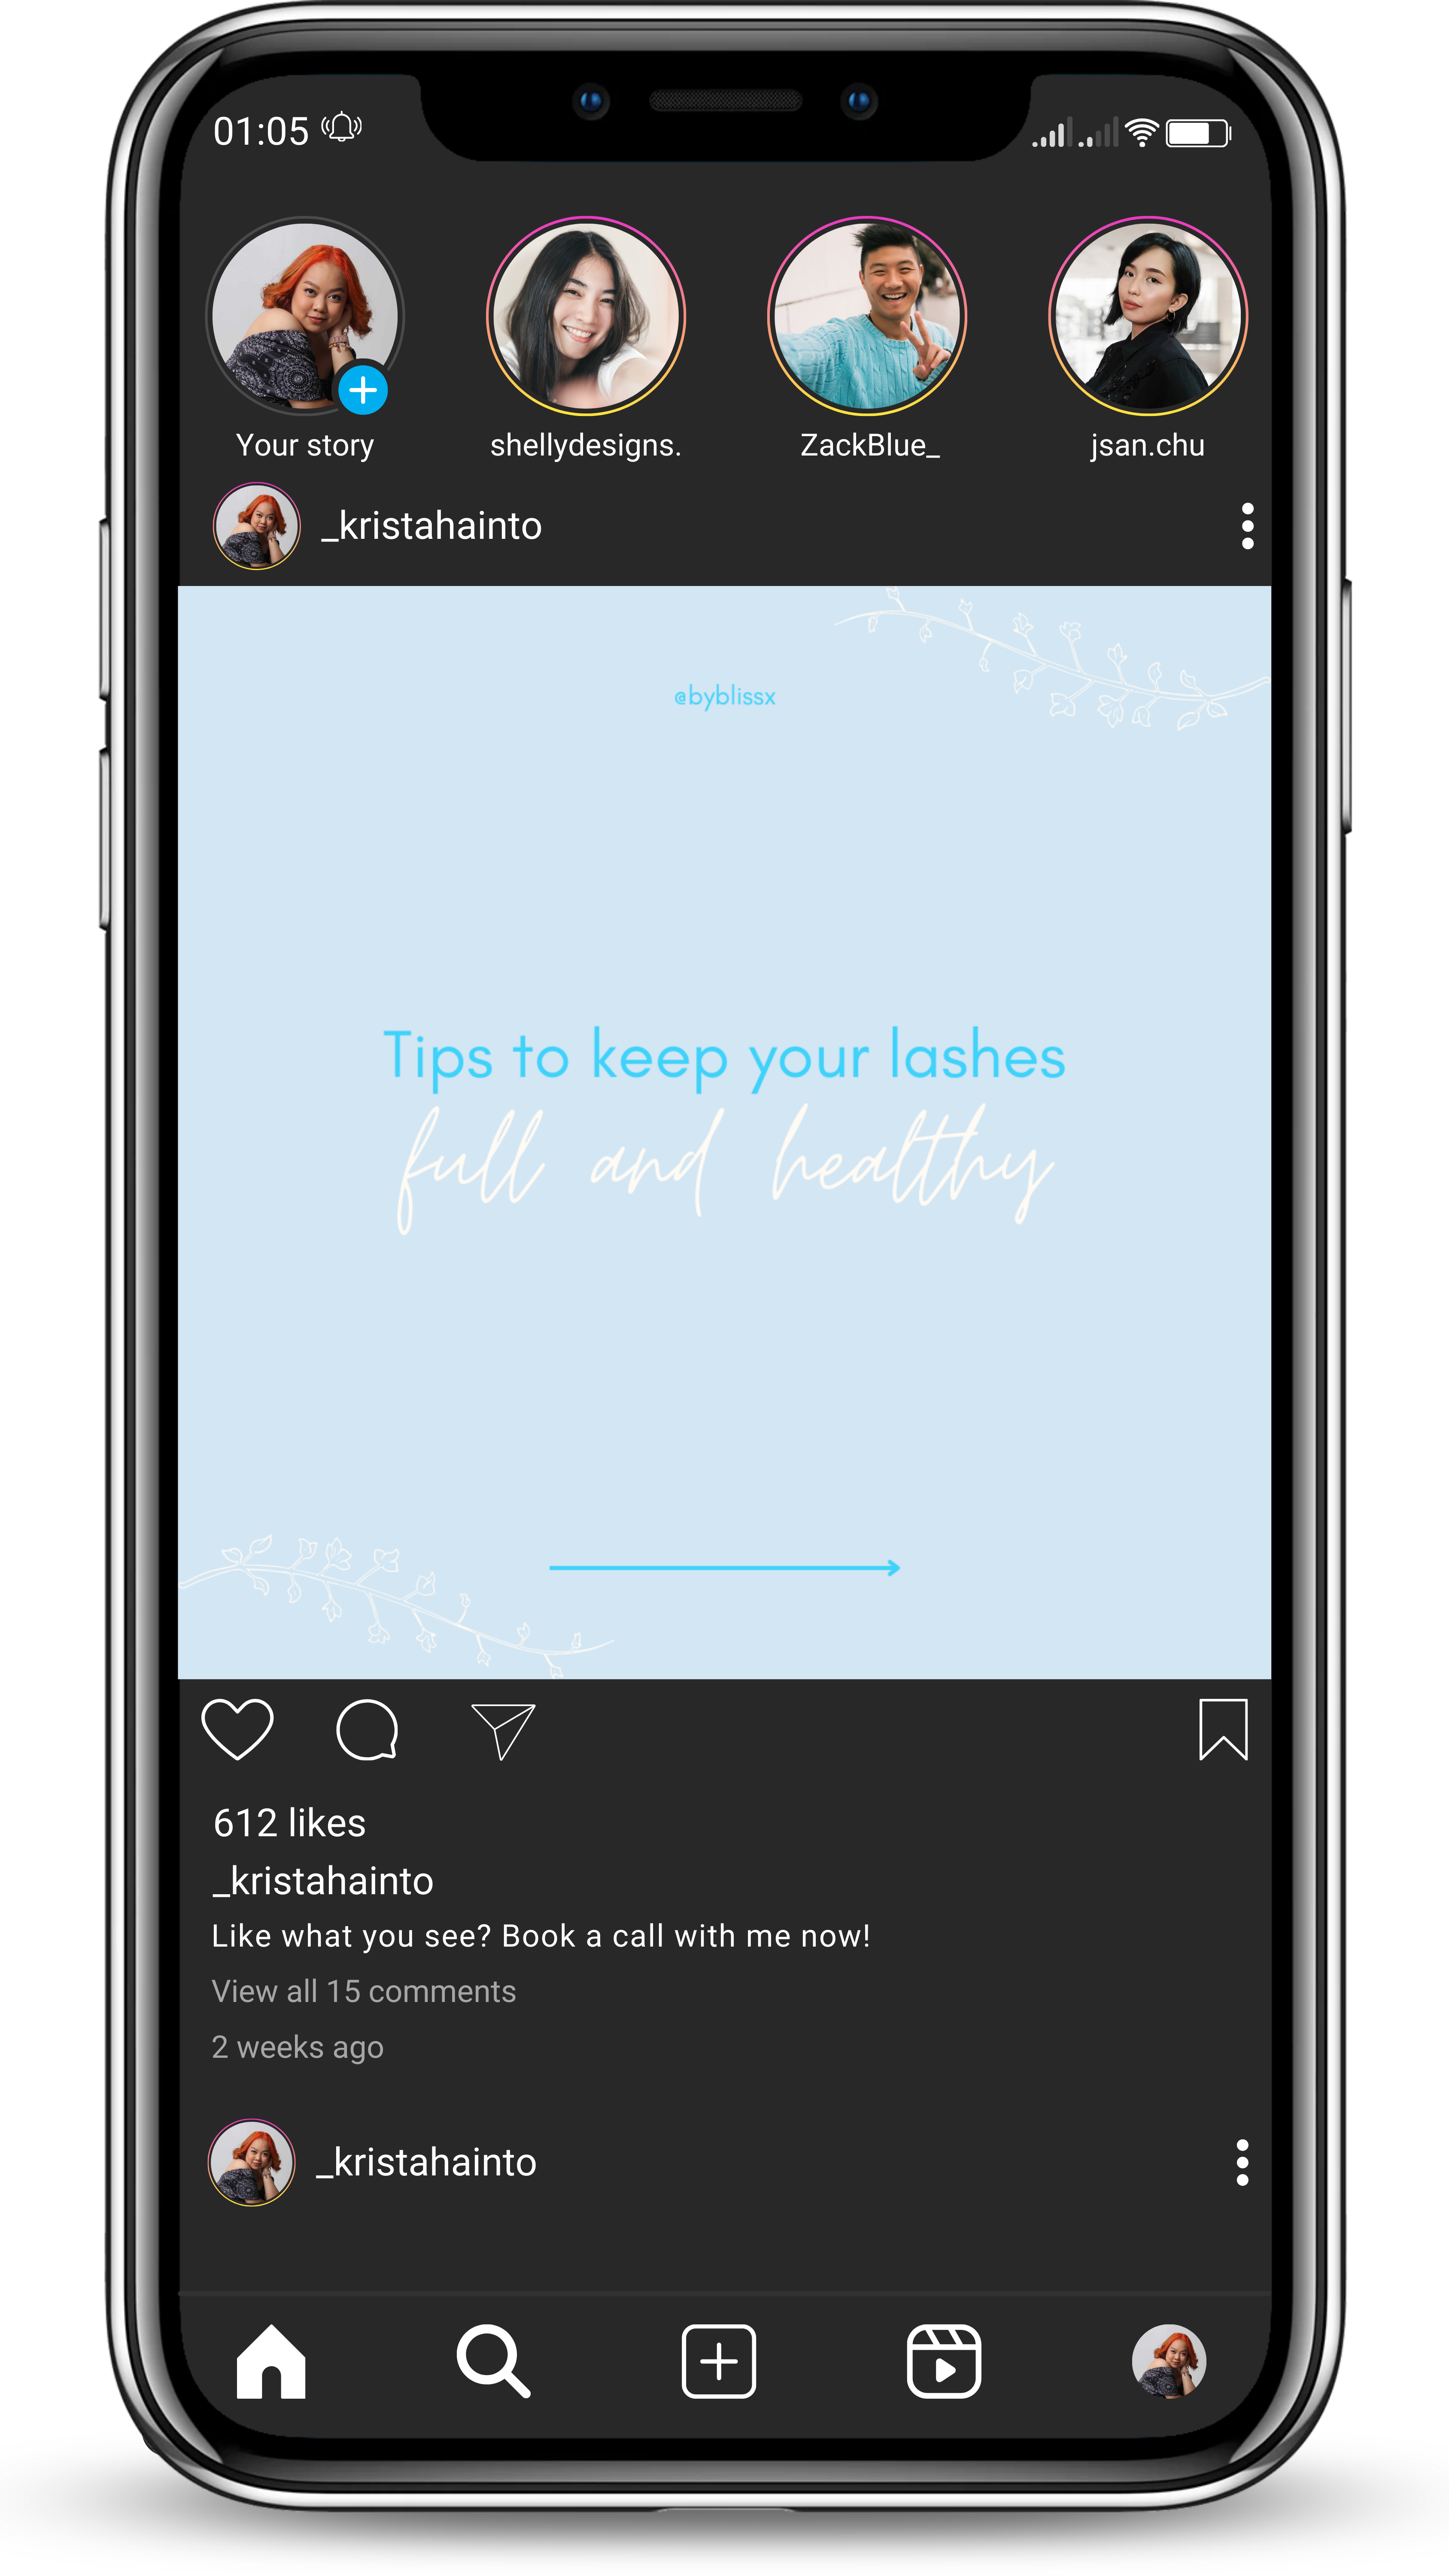 01:05
Your story
shellydesigns.
ZackBlue_
jsan.chu
_kristahainto
@byblissx
Tips to keep your lashes
full and healthy
612 likes
_kristahainto
Like what you see? Book a call with me now!
View all 15 comments
2 weeks ago
_kristahainto